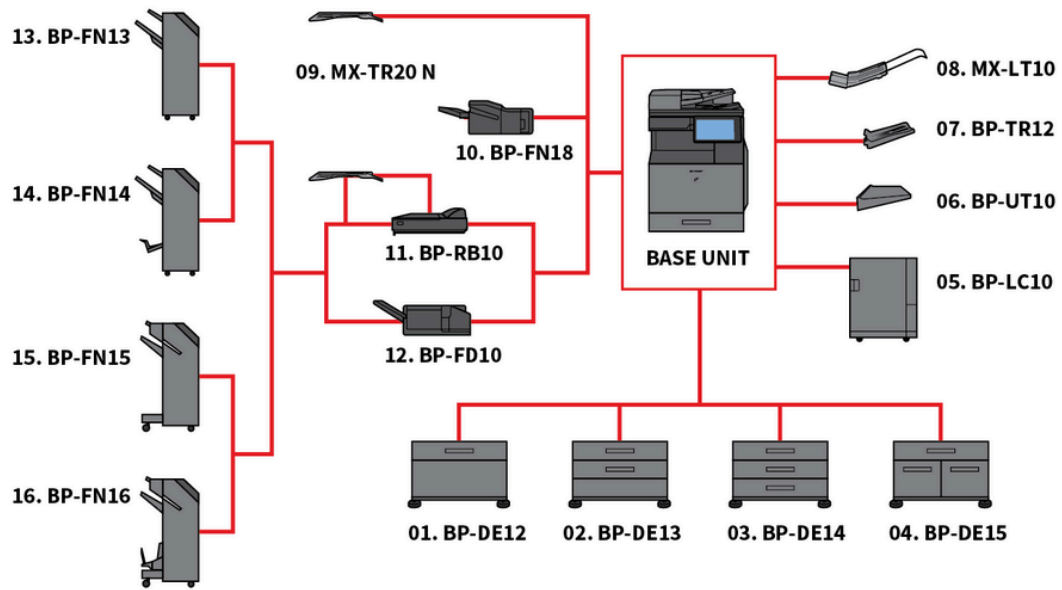 13. BP-FN13
09. MX-TR20 N
08. MX-LT10
07. BP-TR12
10. BP-FN18
14. BP-FN14
06. BP-UT10
11. BP-RB10
BASE UNIT
05. BP-LC10
15. BP-FN15
12. BP-FD10
16. BP-FN16
01. BP-DE12
02. BP-DE13
03. BP-DE14
04. BP-DE15